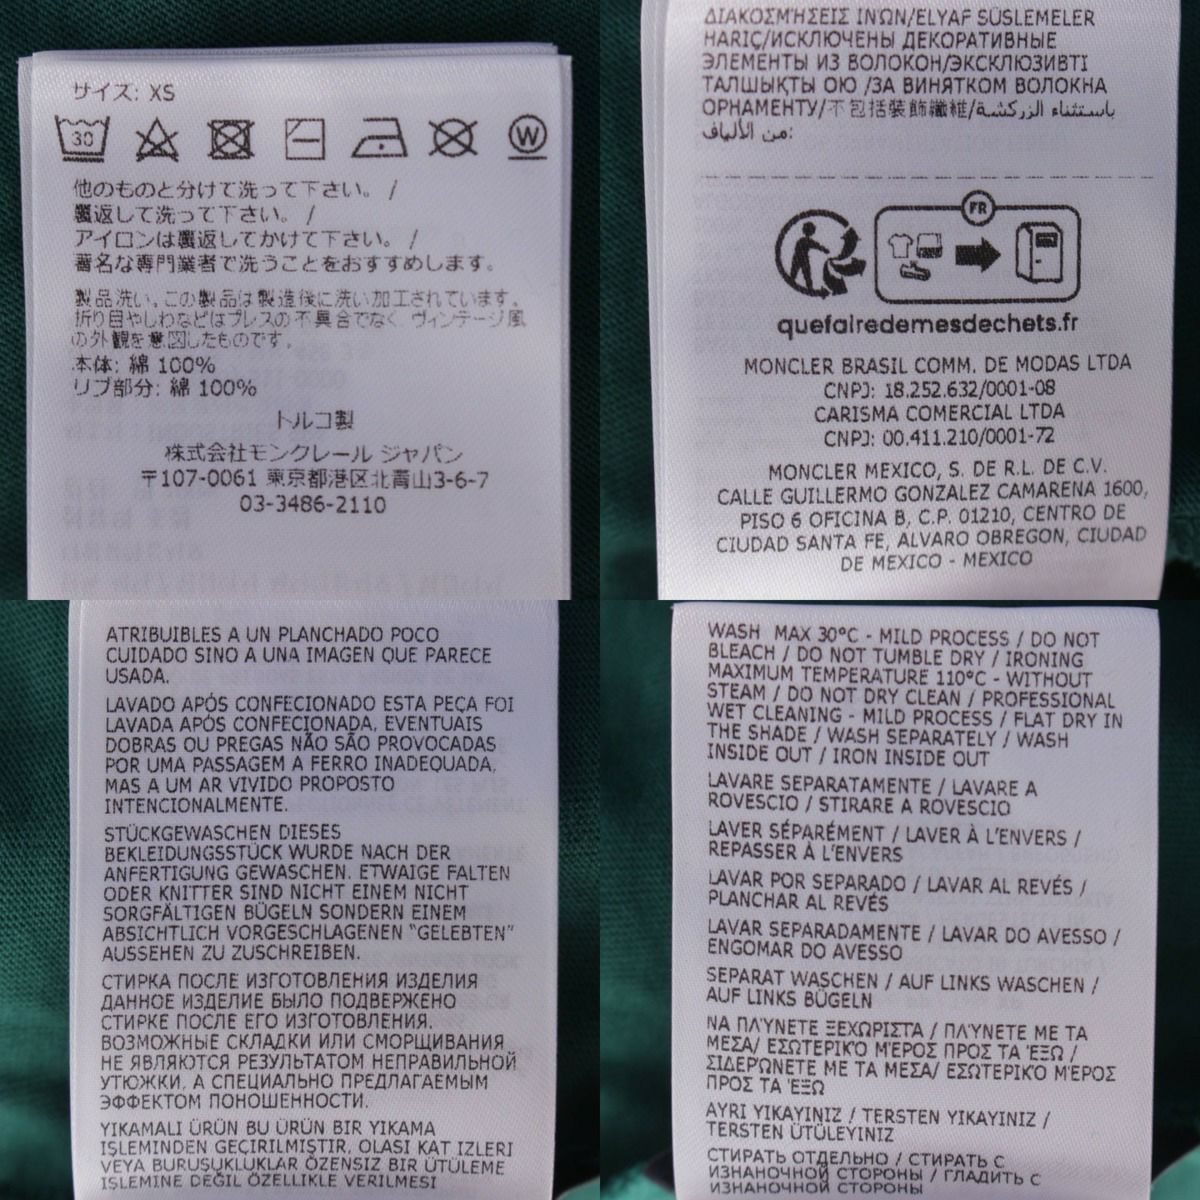 サイズ: XS
30
W
他のものと分けて洗って下さい。 /
裏返して洗って下さい。 /
アイロンは裏返してかけて下さい。 /
著名な専門業者で洗うことをおすすめします。
製品洗い。この製品は製造後に洗い加工されています。
折り目やしわなどはプレスの不具合でなく、ヴィンテージ風
の外観を意図したものです。
本体: 綿 100%
リブ部分: 綿 100%
トルコ製
株式会社モンクレール ジャパン
〒107-0061 東京都港区北青山3-6-7
03-3486-2110
ΔΙΑΚΟΣΜΉΣΕΙΣ ΙΝΏΝ/ELYAF SÜSLEMELER
HARIÇ/ИСКЛЮЧЕНЫ ДЕКОРАТИВНЫЕ
ЭЛЕМЕНТЫ ИЗ ВОЛОКОН/ЭКСКЛЮЗИВТІ
ТАЛШЫҚТЫ ОЮ /ЗА ВИНЯТКОМ ВОЛОКНА
ОРНАМЕНТУ/不包括裝飾纖維/باستثناء الزركشة
من الألياف:
FR
quefairedemesdechets.fr
MONCLER BRASIL COMM. DE MODAS LTDA
CNPJ: 18.252.632/0001-08
CARISMA COMERCIAL LTDA
CNPJ: 00.411.210/0001-72
MONCLER MEXICO, S. DE R.L. DE C.V.
CALLE GUILLERMO GONZALEZ CAMARENA 1600,
PISO 6 OFICINA B, C.P. 01210, CENTRO DE
CIUDAD SANTA FE, ALVARO OBREGON, CIUDAD
DE MEXICO - MEXICO
ATRIBUIBLES A UN PLANCHADO POCO
CUIDADO SINO A UNA IMAGEN QUE PARECE
USADA.
LAVADO APÓS CONFECIONADO ESTA PEÇA FOI
LAVADA APÓS CONFECIONADA, EVENTUAIS
DOBRAS OU PREGAS NÃO SÃO PROVOCADAS
POR UMA PASSAGEM A FERRO INADEQUADA,
MAS A UM AR VIVIDO PROPOSTO
INTENCIONALMENTE.
STÜCKGEWASCHEN DIESES
BEKLEIDUNGSSTÜCK WURDE NACH DER
ANFERTIGUNG GEWASCHEN. ETWAIGE FALTEN
ODER KNITTER SIND NICHT EINEM NICHT
SORGFÄLTIGEN BÜGELN SONDERN EINEM
ABSICHTLICH VORGESCHLAGENEN "GELEBTEN"
AUSSEHEN ZU ZUSCHREIBEN.
СТИРКА ПОСЛЕ ИЗГОТОВЛЕНИЯ ИЗДЕЛИЯ
ДАННОЕ ИЗДЕЛИЕ БЫЛО ПОДВЕРЖЕНО
СТИРКЕ ПОСЛЕ ЕГО ИЗГОТОВЛЕНИЯ.
ВОЗМОЖНЫЕ СКЛАДКИ ИЛИ СМОРЩИВАНИЯ
НЕ ЯВЛЯЮТСЯ РЕЗУЛЬТАТОМ НЕПРАВИЛЬНОЙ
УТЮЖКИ, А СПЕЦИАЛЬНО ПРЕДЛАГАЕМЫМ
ЭФФЕКТОМ ПОНОШЕННОСТИ.
YIKAMALI ÜRÜN BU ÜRÜN BIR YIKAMA
IŞLEMINDEN GEÇIRILMIŞTIR, OLASI KAT IZLERI
VEYA BURUŞUKLUKLAR ÖZENSIZ BIR ÜTÜLEME
IŞLEMINE DEĞIL ÖZELLIKLE VERILMESI
WASH MAX 30°C - MILD PROCESS / DO NOT
BLEACH / DO NOT TUMBLE DRY / IRONING
MAXIMUM TEMPERATURE 110°C - WITHOUT
STEAM / DO NOT DRY CLEAN / PROFESSIONAL
WET CLEANING - MILD PROCESS / FLAT DRY IN
THE SHADE / WASH SEPARATELY / WASH
INSIDE OUT / IRON INSIDE OUT
LAVARE SEPARATAMENTE / LAVARE A
ROVESCIO / STIRARE A ROVESCIO
LAVER SÉPARÉMENT / LAVER À L'ENVERS /
REPASSER À L'ENVERS
LAVAR POR SEPARADO / LAVAR AL REVÉS /
PLANCHAR AL REVÉS
LAVAR SEPARADAMENTE / LAVAR DO AVESSO /
ENGOMAR DO AVESSO
SEPARAT WASCHEN / AUF LINKS WASCHEN /
AUF LINKS BÜGELN
ΝΑ ΠΛΎΝΕΤΕ ΞΕΧΩΡΙΣΤΑ / ΠΛΎΝΕΤΕ ΜΕ ΤΑ
ΜΕΣΑ/ ΕΣΩΤΕΡΙΚΌ ΜΈΡΟΣ ΠΡΟΣ ΤΑ ΈΞΩ /
ΣΙΔΕΡΏΝΕΤΕ ΜΕ ΤΑ ΜΕΣΑ/ ΕΣΩΤΕΡΙΚΌ ΜΈΡΟΣ
ΠΡΟΣ ΤΑ ΈΞΩ
AYRI YIKAYINIZ / TERSTEN YIKAYINIZ /
TERSTEN ÜTÜLEYINIZ
СТИРАТЬ ОТДЕЛЬНО / СТИРАТЬ С
ИЗНАНОЧНОЙ СТОРОНЫ / ГЛАДИТЬ С
ИЗНАНОЧНОЙ СТОРОНЫ